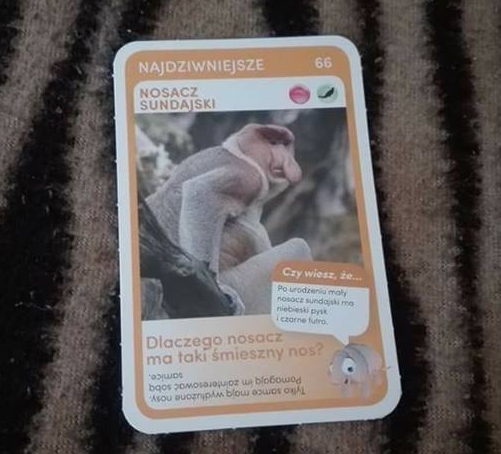 NAJDZIWNIEJSZE 66
NOSACZ
SUNDAJSKI
Czy wiesz, że...
Po urodzeniu mały
nosacz sundajski ma
niebieski pysk
i czarne futro.
Dlaczego nosacz
ma taki śmieszny nos?
Tylko samce mają wydłużone nosy.
Pomagają im zainteresować sobą
samice.